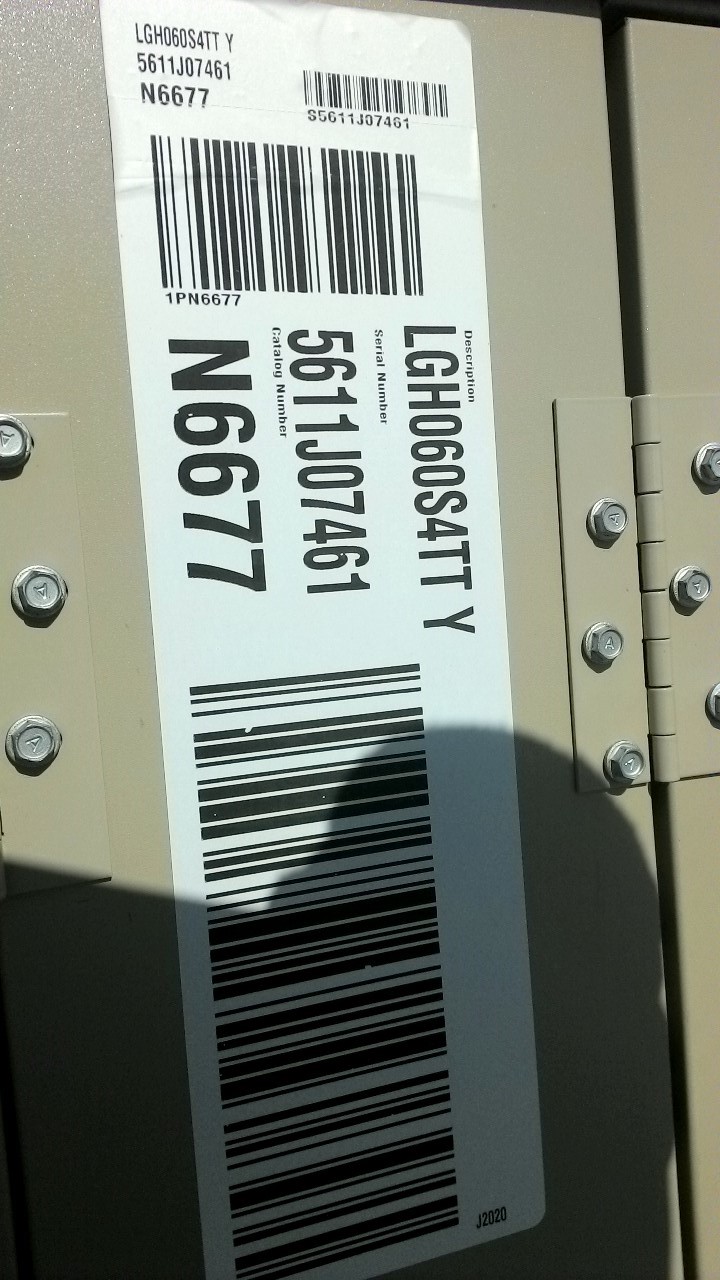 LGH060S4TT Y
5611J07461
N6677
S5611J07461
1PN6677
Description
LGH060S4TT Y
Serial Number
5611J07461
Catalog Number
N6677
J2020